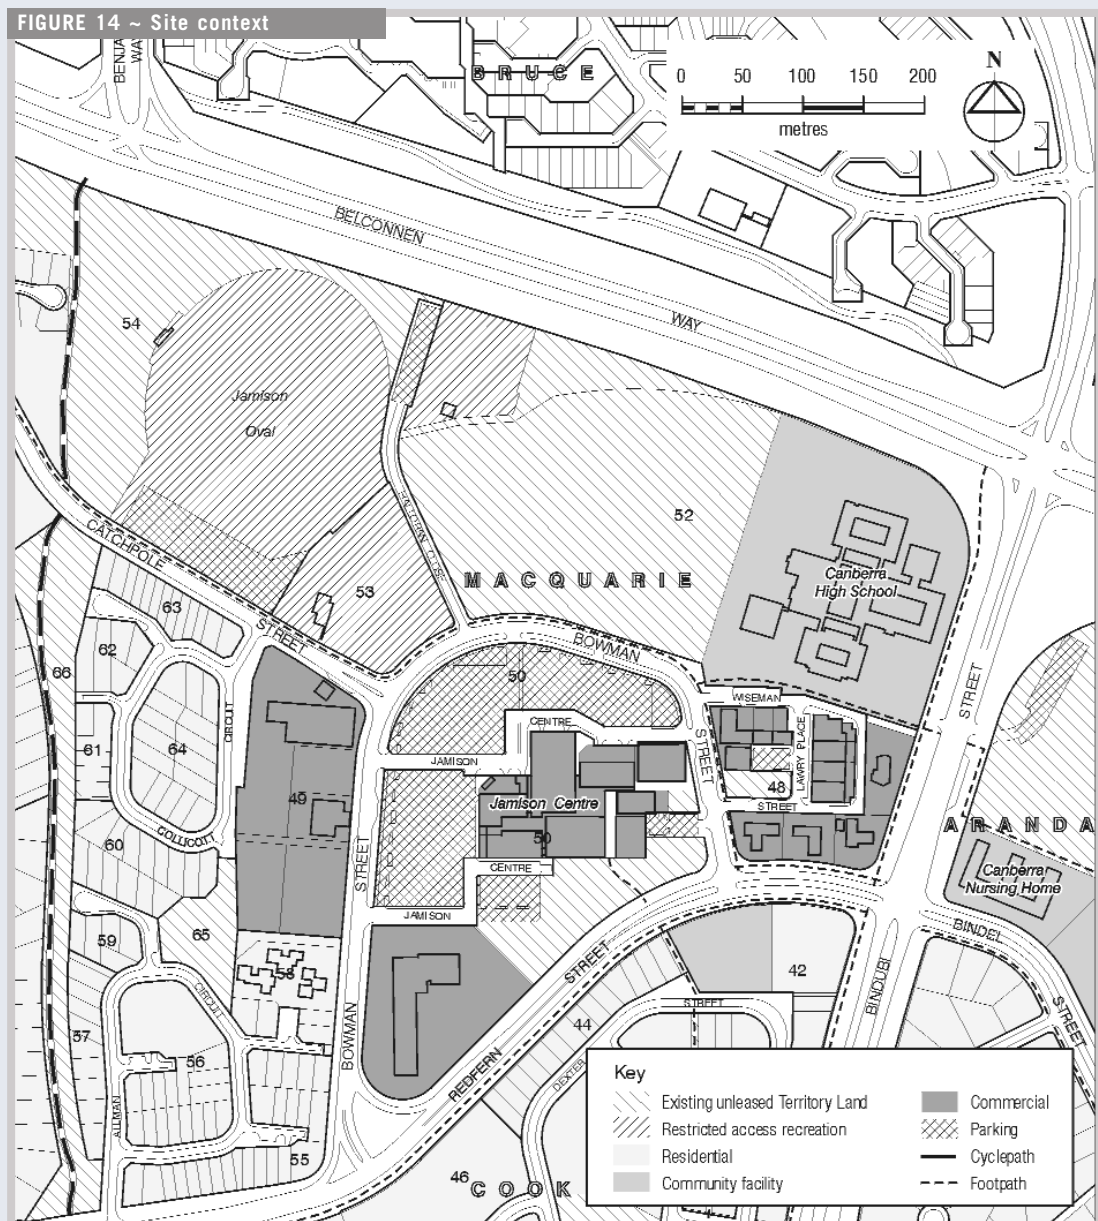 FIGURE 14 ~ Site context
BENJA
WAY
BRUCE
0 50 100 150 200
metres
N
BELCONNEN
WAY
54
Jamison
Oval
52
CATCHPOLE
STREET
53
MACQUARIE
Canberra
High School
BOWMAN
STREET
63
62
66
64
61
CIRCUIT
COLLICOTT
60
50
CENTRE
JAMISON
WISEMAN
STREET
LAWRY PLACE
48
STREET
49
Jamison Centre
50
CENTRE
JAMISON
STREET
BOWMAN
ARANDA
Canberra
Nursing Home
BINDEL
STREET
BINDUBI
59
65
58
CIRCUIT
57
56
ALLMAN
55
42
STREET
44
STREET
REDFERN
DEXTER
46
COOK
Key
Existing unleased Territory Land
Restricted access recreation
Residential
Community facility
Commercial
Parking
Cyclepath
Footpath